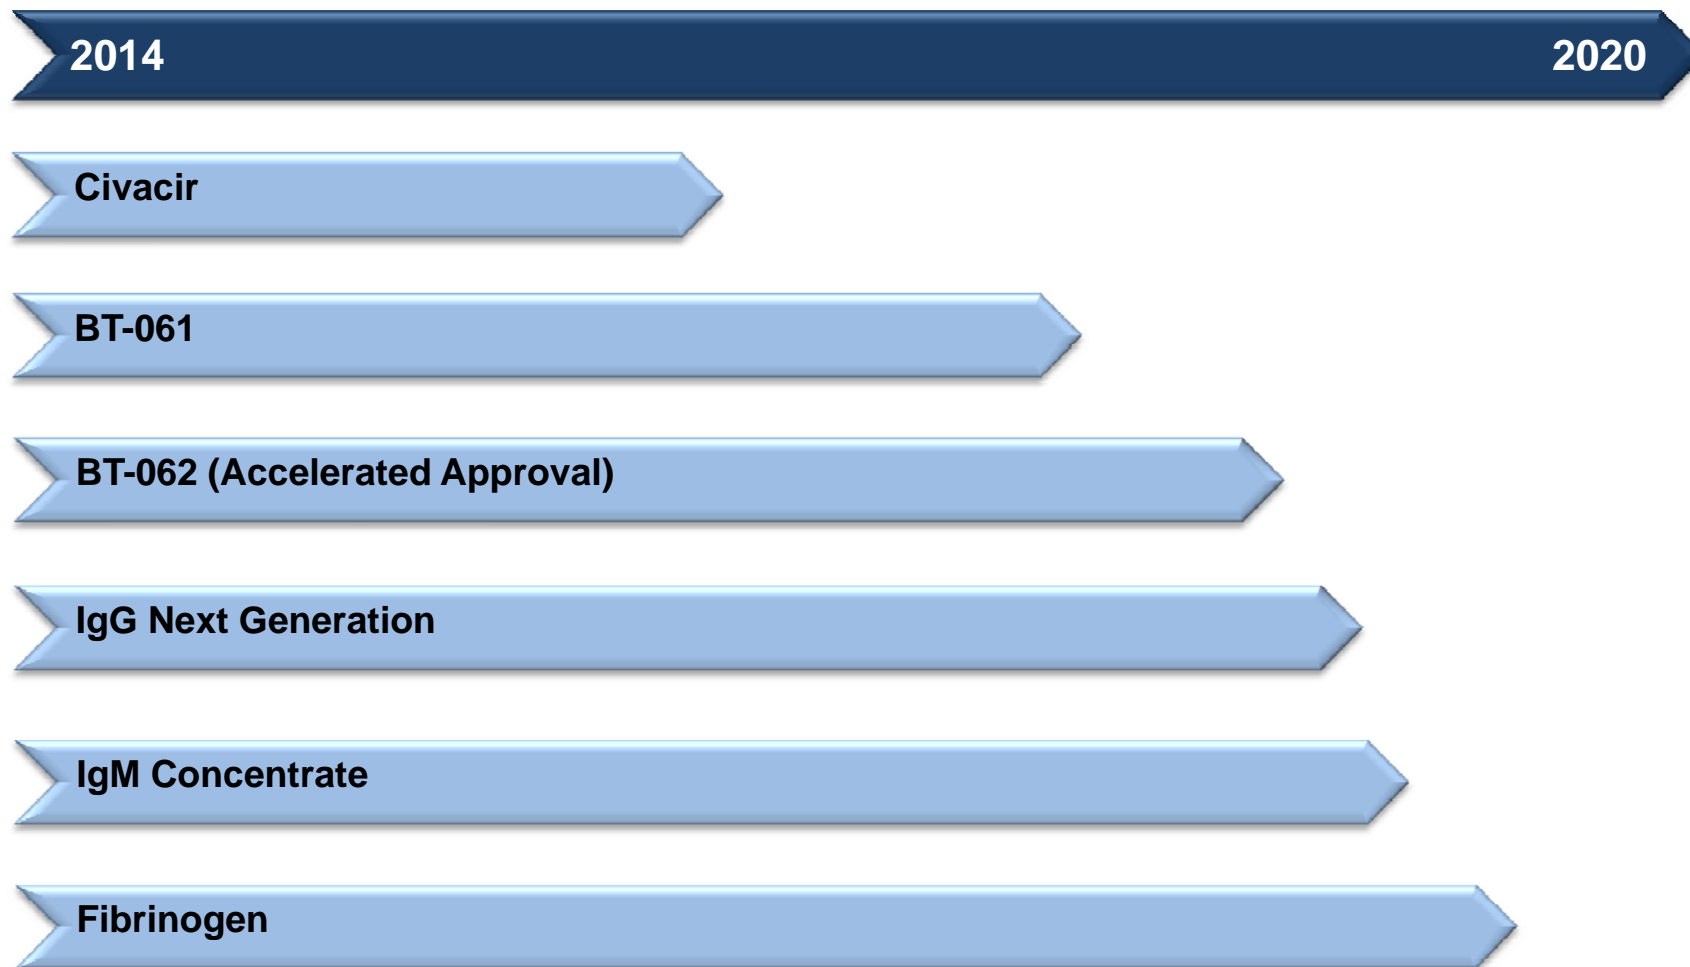 2014 2020
Civacir
BT-061
BT-062 (Accelerated Approval)
IgG Next Generation
IgM Concentrate
Fibrinogen